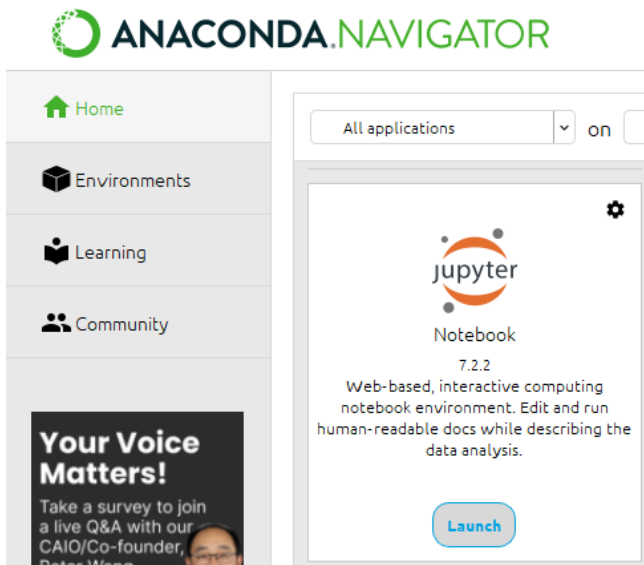 ANACONDA.NAVIGATOR
Home
Environments
Learning
Community
All applications
on
jupyter
Notebook
7.2.2
Web-based, interactive computing
notebook environment. Edit and run
human-readable docs while describing the
data analysis.
Launch
Your Voice
Matters!
Take a survey to join
a live Q&A with our
CAIO/Co-founder,
Peter Wang